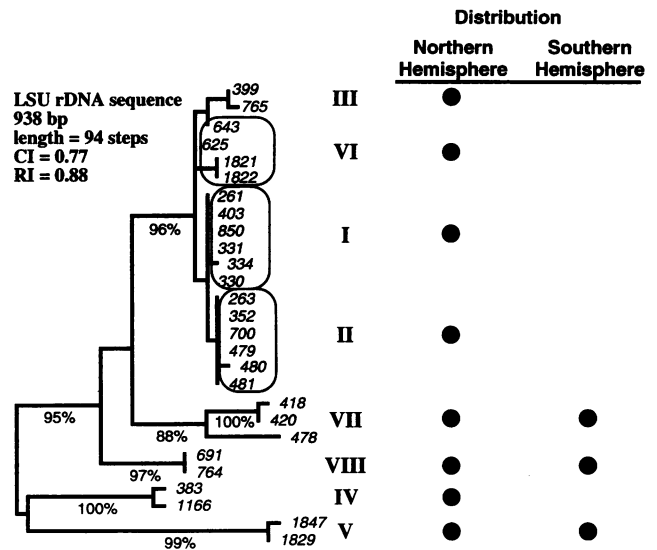 Distribution
Northern Hemisphere
Southern Hemisphere
LSU rDNA sequence
938 bp
length = 94 steps
CI = 0.77
RI = 0.88
399
765
III
643
625
1821
1822
VI
96%
261
403
850
331
334
330
I
263
352
700
479
480
481
II
95%
418
420
100%
478
88%
VII
691
764
97%
VIII
383
1166
100%
IV
1847
1829
99%
V